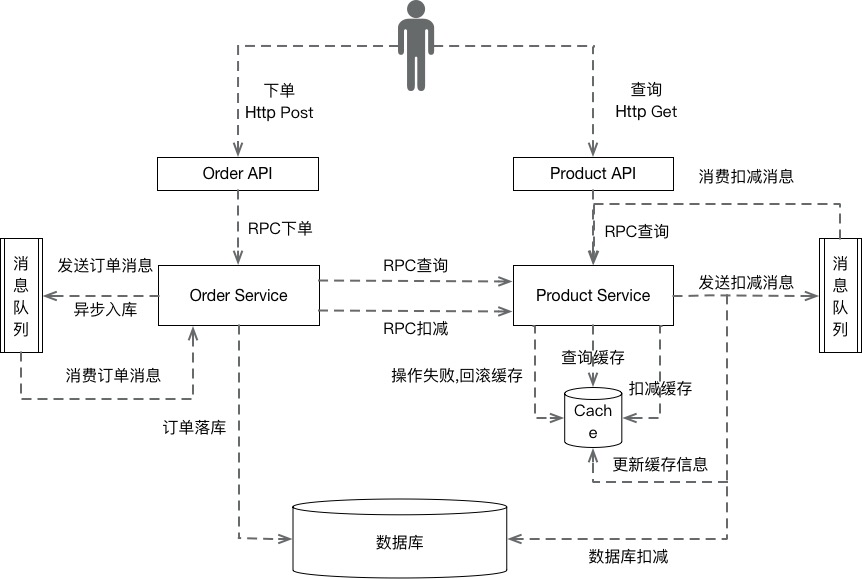 下单
Http Post
查询
Http Get
Order API
Product API
消费扣减消息
RPC下单
RPC查询
消息队列
发送订单消息
异步入库
Order Service
RPC查询
RPC扣减
Product Service
发送扣减消息
消息队列
消费订单消息
操作失败,回滚缓存
查询缓存
扣减缓存
Cach
e
订单落库
更新缓存信息
数据库
数据库扣减